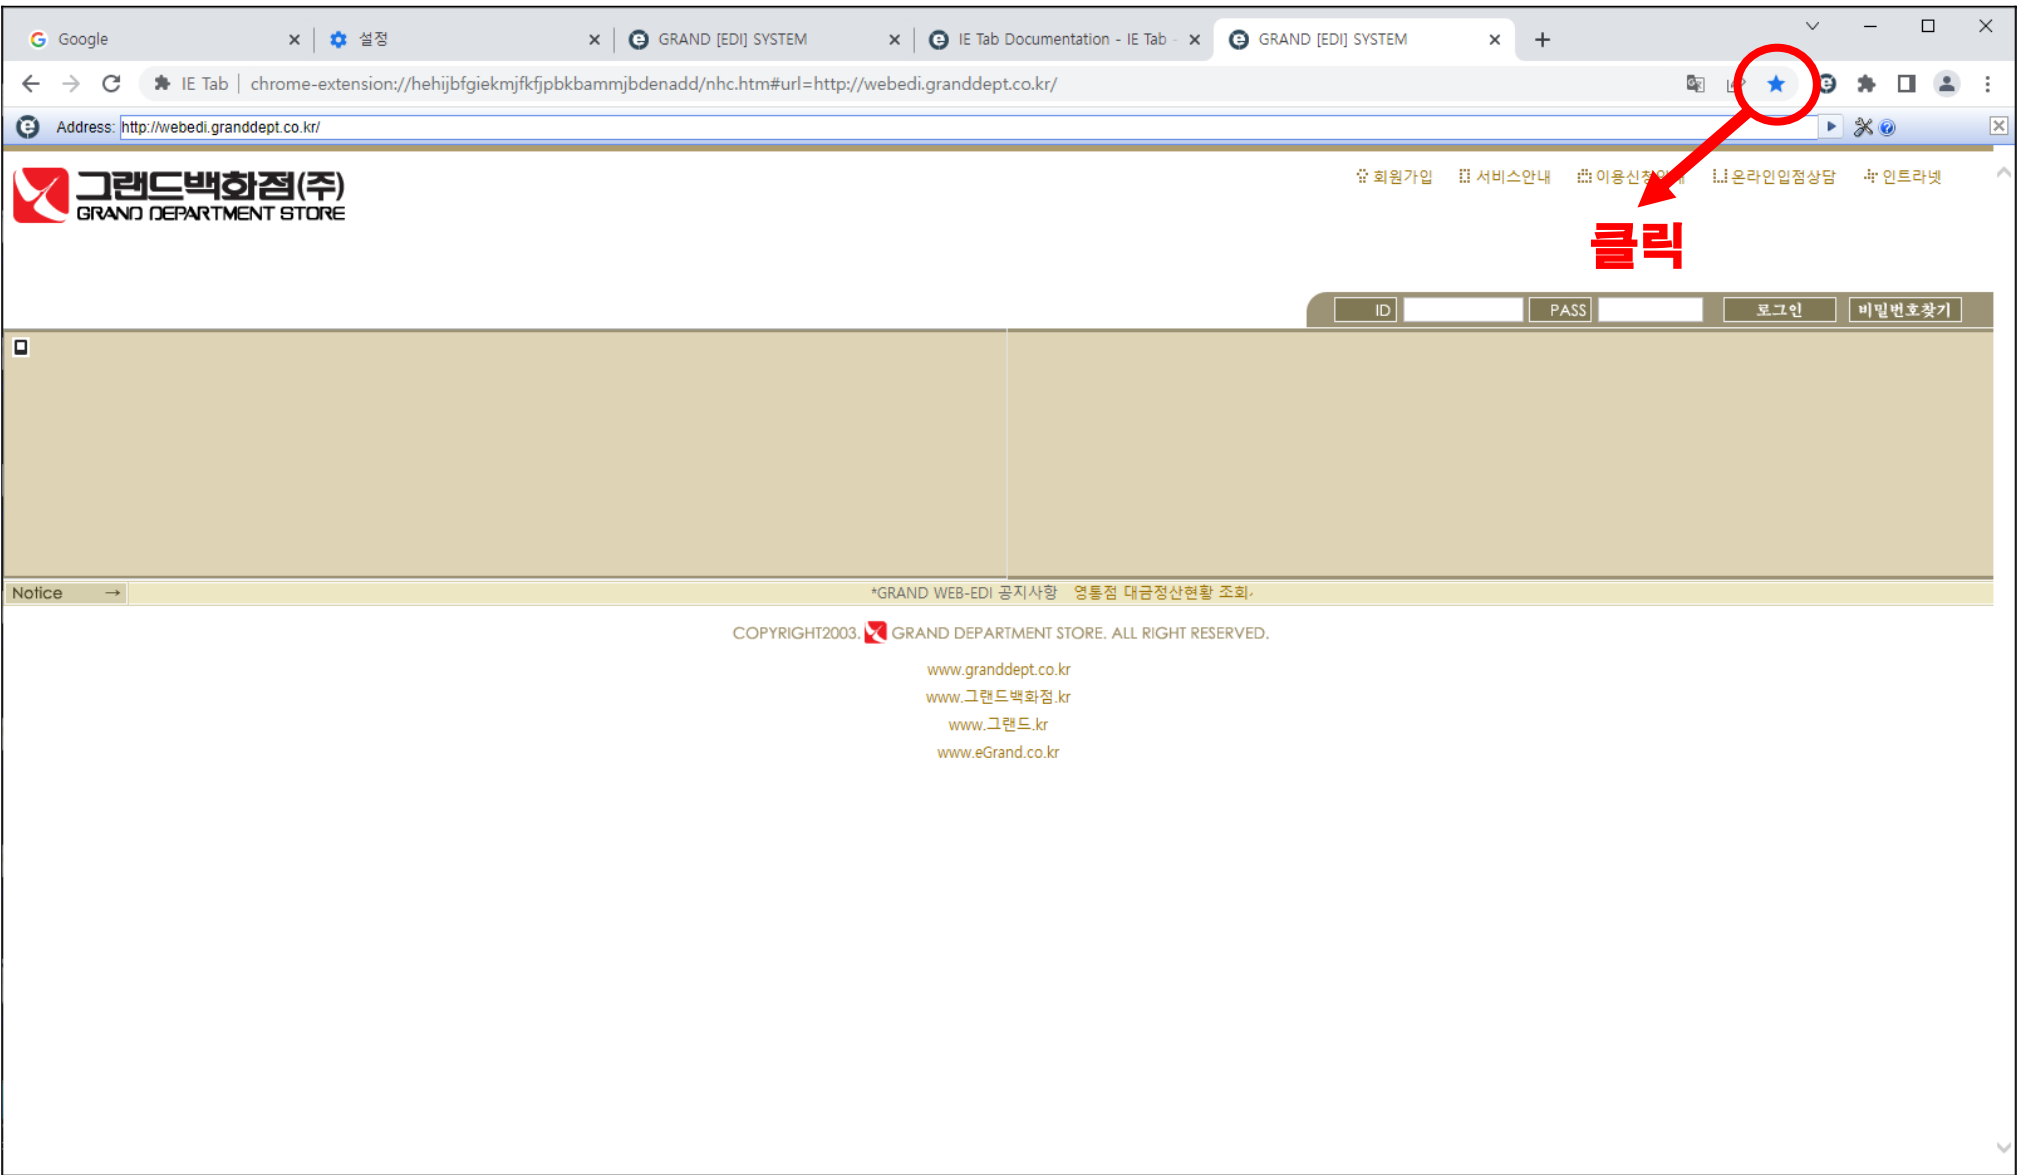 Google
설정
GRAND [EDI] SYSTEM
IE Tab Documentation - IE Tab -
GRAND [EDI] SYSTEM
IE Tab
chrome-extension://hehijbfgiekmjfkfjpbkbammjbdenadd/nhc.htm#url=http://webedi.granddept.co.kr/
Address: http://webedi.granddept.co.kr/
그랜드백화점(주)
GRAND DEPARTMENT STORE
회원가입 서비스안내 이용신청 온라인입점상담 인트라넷
클릭
ID PASS 로그인 비밀번호찾기
Notice →
*GRAND WEB-EDI 공지사항 영통점 대금정산현황 조회
COPYRIGHT2003. GRAND DEPARTMENT STORE. ALL RIGHT RESERVED.
www.granddept.co.kr
www.그랜드백화점.kr
www.그랜드.kr
www.eGrand.co.kr